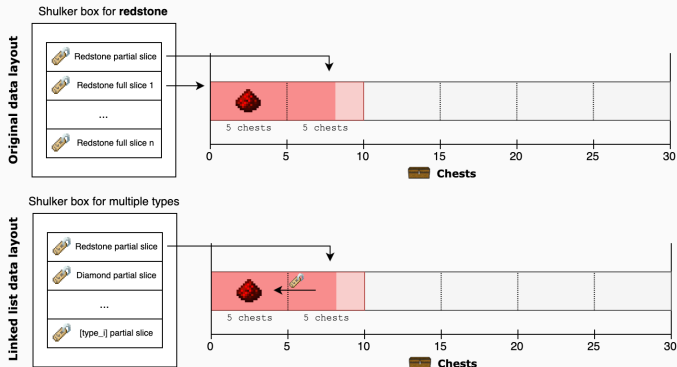 Shulker box for redstone
Original data layout
Redstone partial slice
Redstone full slice 1
...
Redstone full slice n
5 chests 5 chests
0 5 10 15 20 25 30
Chests
Shulker box for multiple types
Linked list data layout
Redstone partial slice
Diamond partial slice
...
[type_i] partial slice
5 chests 5 chests
0 5 10 15 20 25 30
Chests